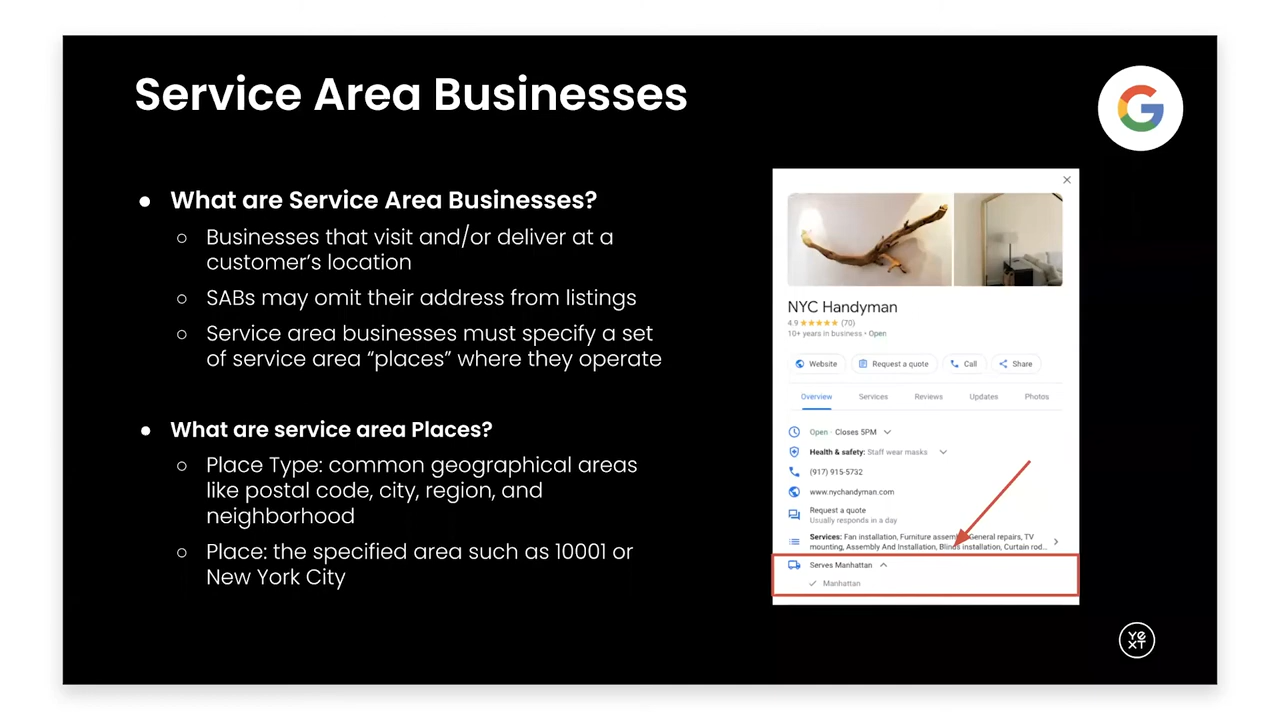 Service Area Businesses
● What are Service Area Businesses?
○ Businesses that visit and/or deliver at a
customer’s location
○ SABs may omit their address from listings
○ Service area businesses must specify a set
of service area “places” where they operate
● What are service area Places?
○ Place Type: common geographical areas
like postal code, city, region, and
neighborhood
○ Place: the specified area such as 10001 or
New York City
NYC Handyman
4.9 ★★★★★ (70)
10+ years in business • Open
Website Request a quote Call Share
Overview Services Reviews Updates Photos
Open · Closes 5PM
Health & safety: Staff wear masks
(917) 915-5732
www.nychandyman.com
Request a quote
Usually responds in a day
Services: Fan installation, Furniture assembly, General repairs, TV
mounting, Assembly And Installation, Blinds installation, Curtain rod...
Serves Manhattan
Manhattan
G
YEXT